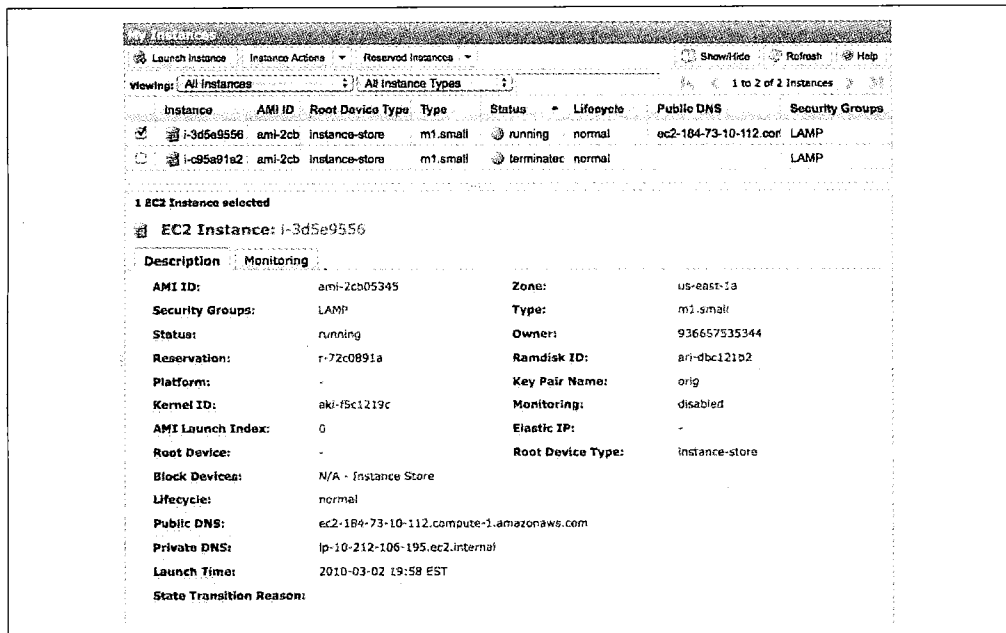 My Instances
Launch Instance Instance Actions Reserved Instances Show/Hide Refresh Help
Viewing: All Instances All Instance Types 1 to 2 of 2 Instances
Instance AMI ID Root Device Type Type Status Lifecycle Public DNS Security Groups
i-3d5e9556 ami-2cb instance-store m1.small running normal ec2-184-73-10-112.cor LAMP
i-c95a91a2 ami-2cb instance-store m1.small terminatec normal LAMP
1 EC2 Instance selected
EC2 Instance: i-3d5e9556
Description Monitoring
AMI ID: ami-2cb05345 Zone: us-east-1a
Security Groups: LAMP Type: m1.small
Status: running Owner: 936657535344
Reservation: r-72c0891a Ramdisk ID: ari-dbc121b2
Platform: - Key Pair Name: orig
Kernel ID: aki-f5c1219c Monitoring: disabled
AMI Launch Index: 0 Elastic IP: -
Root Device: - Root Device Type: instance-store
Block Devices: N/A - Instance Store
Lifecycle: normal
Public DNS: ec2-184-73-10-112.compute-1.amazonaws.com
Private DNS: ip-10-212-106-195.ec2.internal
Launch Time: 2010-03-02 19:58 EST
State Transition Reason: